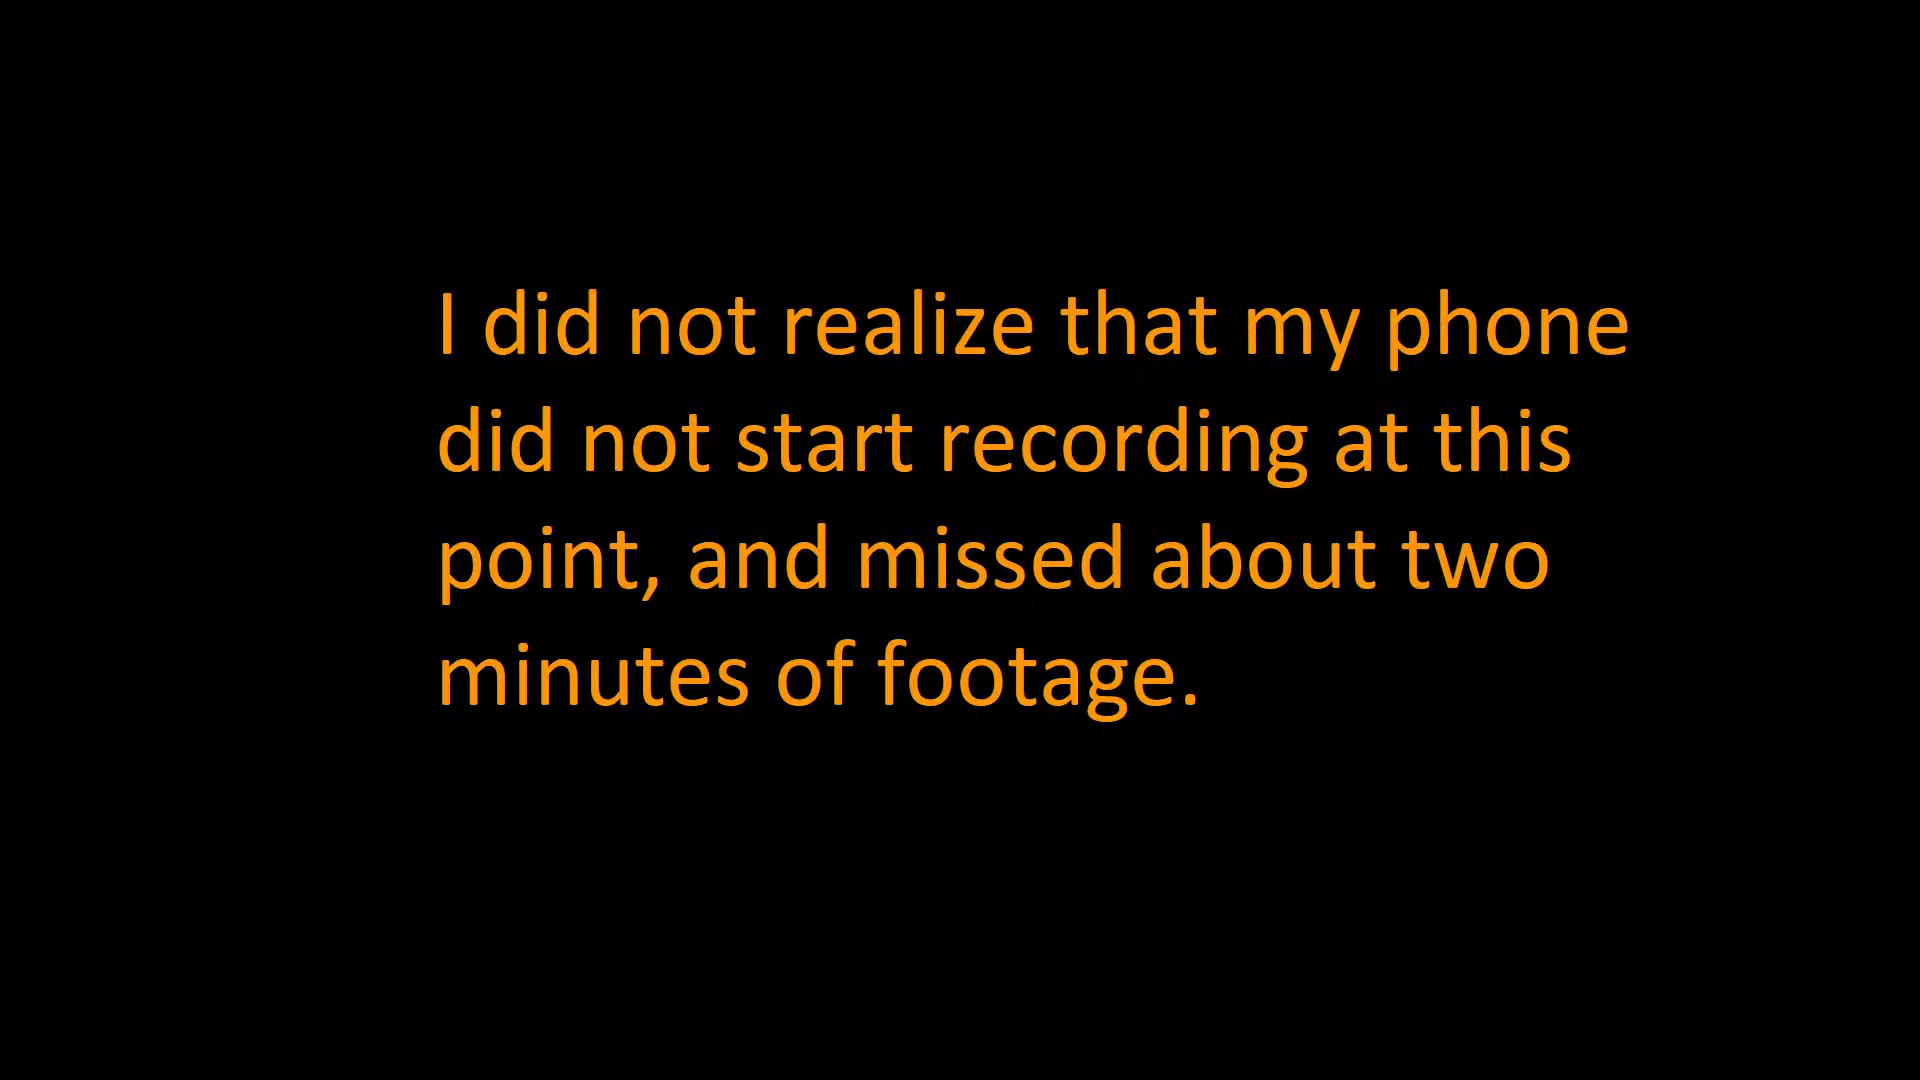 I did not realize that my phone
did not start recording at this
point, and missed about two
minutes of footage.